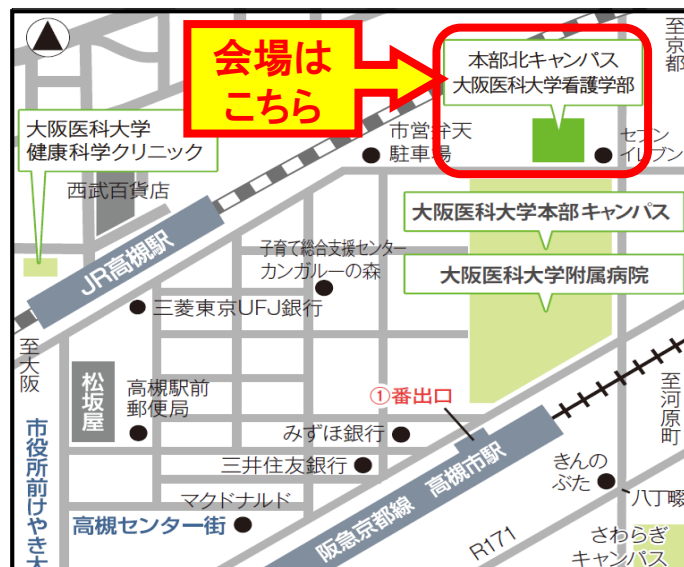 会場は
こちら
本部北キャンパス
大阪医科大学看護学部
至京都
大阪医科大学
健康科学クリニック
市営弁天
駐車場
セブン
イレブン
西武百貨店
大阪医科大学本部キャンパス
JR高槻駅
子育て総合支援センター
カンガルーの森
大阪医科大学附属病院
三菱東京UFJ銀行
至大阪
松坂屋
高槻駅前
郵便局
①番出口
至河原町
みずほ銀行
三井住友銀行
阪急京都線 高槻市駅
きんの
ぶた
八丁畷
マクドナルド
高槻センター街
市役所前けやき大
R171
さわらぎ
キャンパス